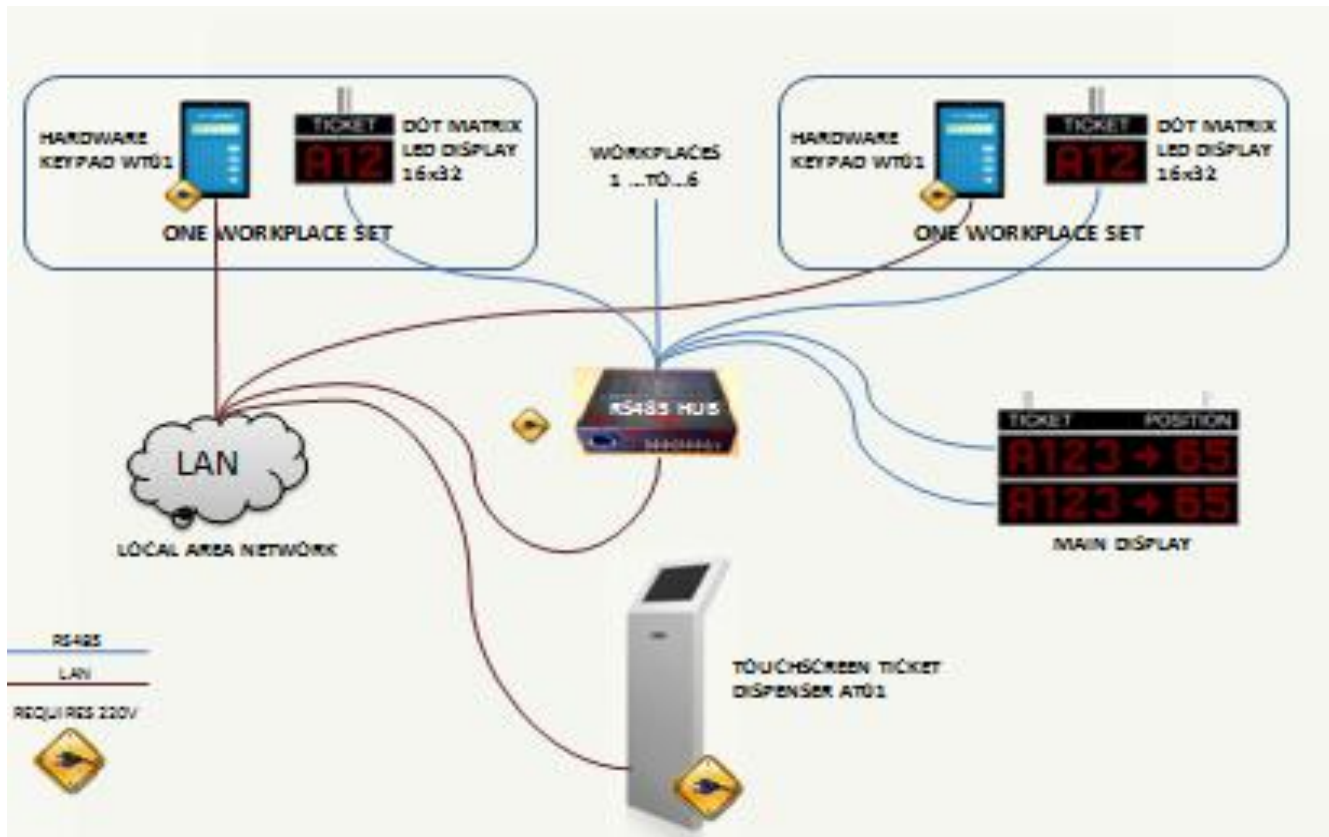 HARDWARE
KEYPAD WT01
TICKET
A12
DOT MATRIX
LED DISPLAY
16x32
ONE WORKPLACE SET
WORKPLACES
1 ...TO...6
HARDWARE
KEYPAD WT01
TICKET
A12
DOT MATRIX
LED DISPLAY
16x32
ONE WORKPLACE SET
RS485 HUB
LAN
LOCAL AREA NETWORK
TICKET POSITION
A123→65
A123→65
MAIN DISPLAY
RS485
LAN
REQUIRES 220V
TOUCHSCREEN TICKET
DISPENSER AT01